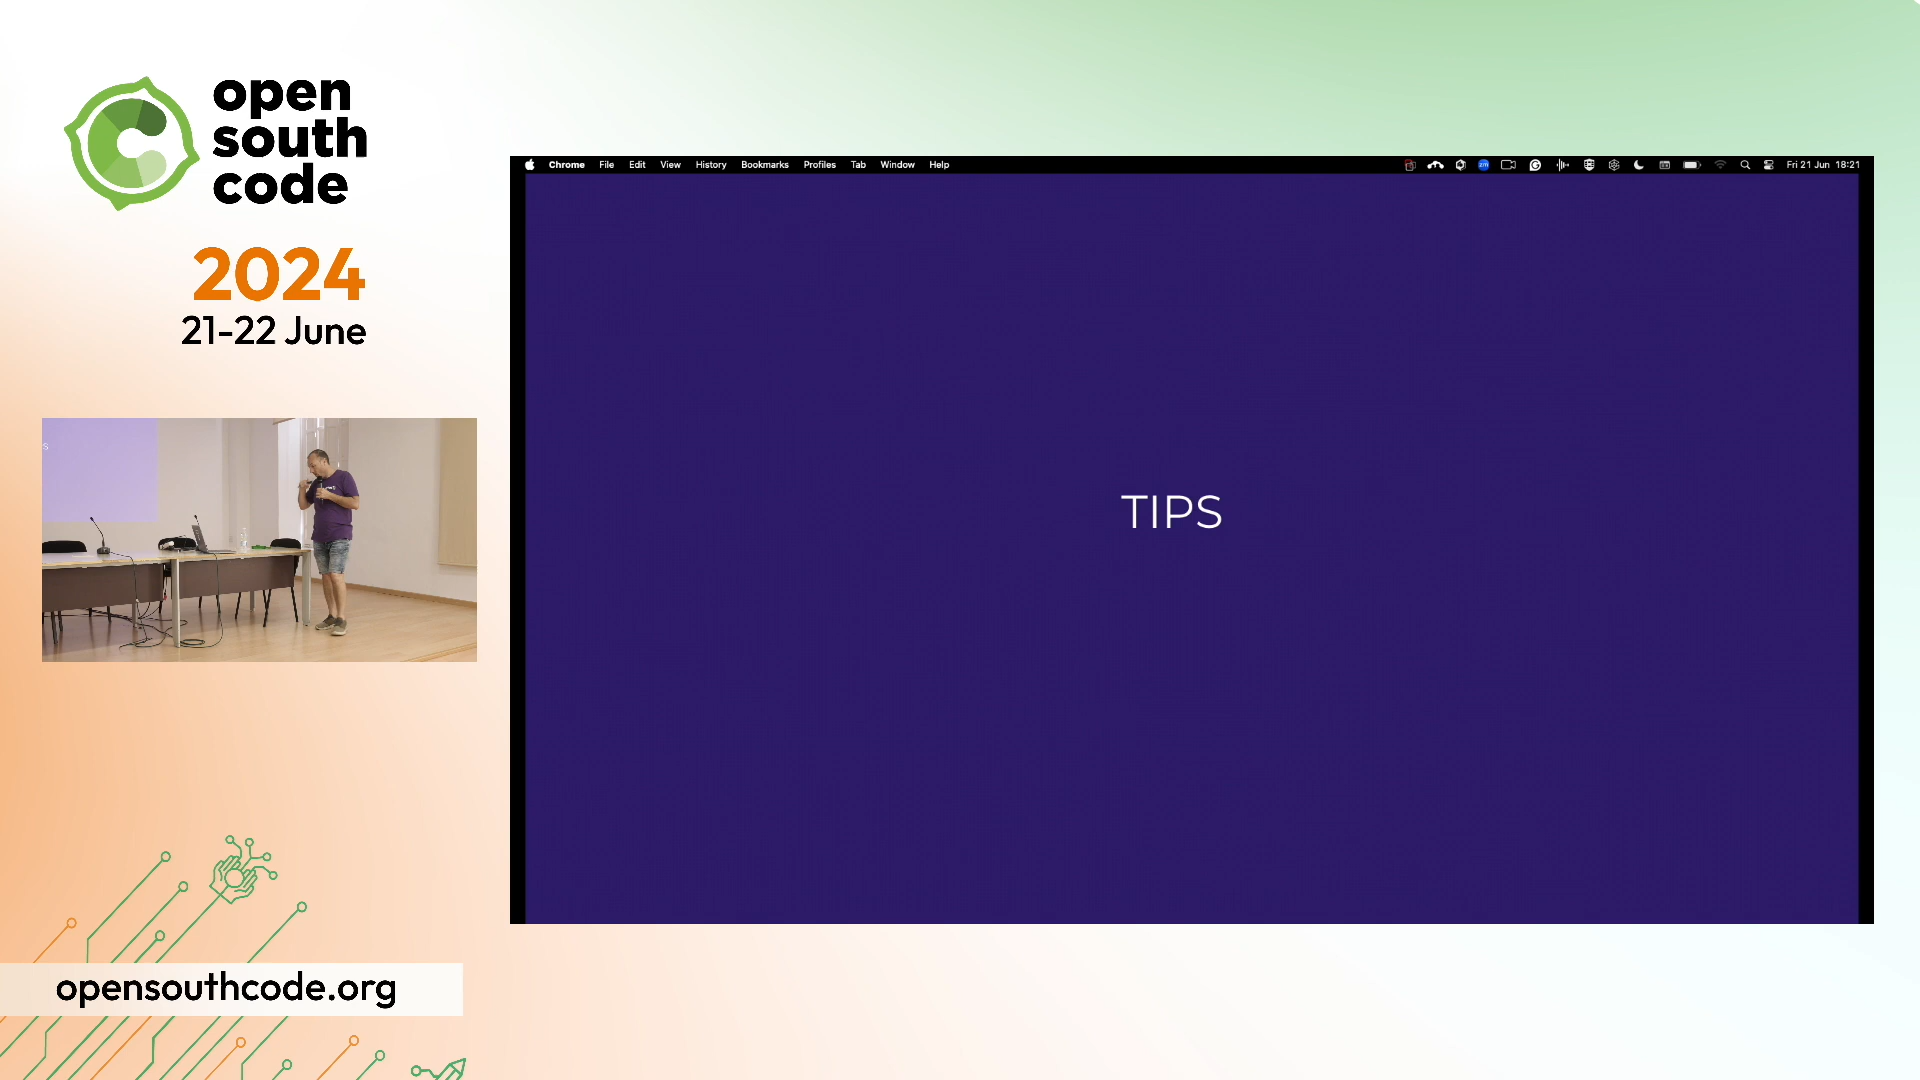 open
south
code
2024
21-22 June
Chrome File Edit View History Bookmarks Profiles Tab Window Help
Fri 21 Jun 18:21
TIPS
opensouthcode.org